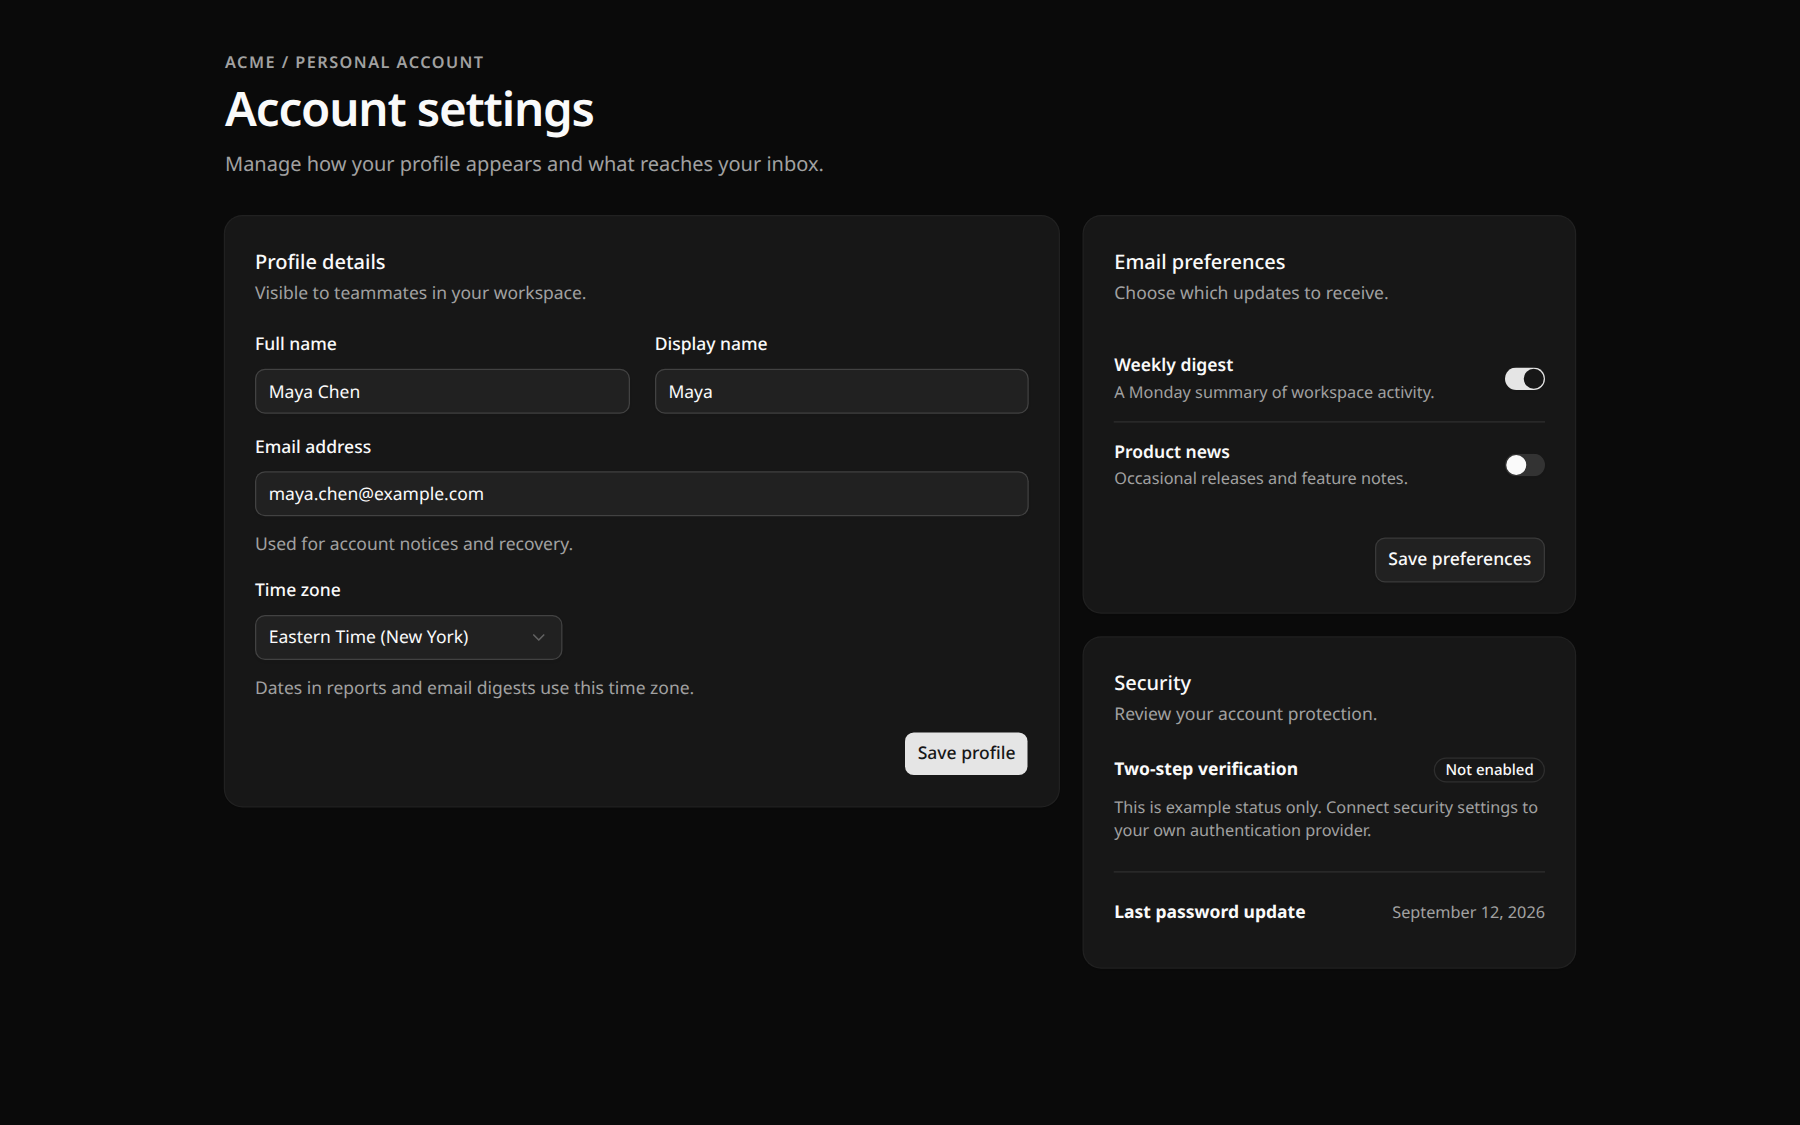 ACME / PERSONAL ACCOUNT
Account settings
Manage how your profile appears and what reaches your inbox.
Profile details
Visible to teammates in your workspace.
Full name
Maya Chen
Display name
Maya
Email address
maya.chen@example.com
Used for account notices and recovery.
Time zone
Eastern Time (New York)
Dates in reports and email digests use this time zone.
Save profile
Email preferences
Choose which updates to receive.
Weekly digest
A Monday summary of workspace activity.
Product news
Occasional releases and feature notes.
Save preferences
Security
Review your account protection.
Two-step verification
Not enabled
This is example status only. Connect security settings to
your own authentication provider.
Last password update
September 12, 2026